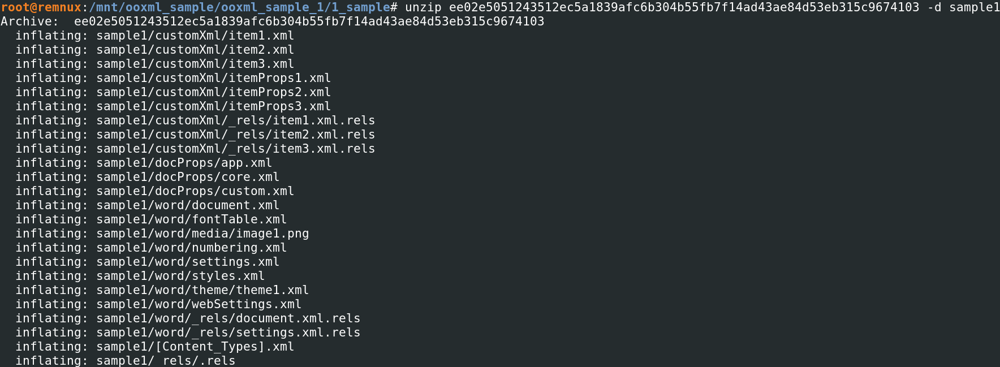 root@remnux:/mnt/ooxml_sample/ooxml_sample_1/1_sample# unzip ee02e5051243512ec5a1839afc6b304b55fb7f14ad43ae84d53eb315c9674103 -d sample1
Archive:  ee02e5051243512ec5a1839afc6b304b55fb7f14ad43ae84d53eb315c9674103
  inflating: sample1/customXml/item1.xml
  inflating: sample1/customXml/item2.xml
  inflating: sample1/customXml/item3.xml
  inflating: sample1/customXml/itemProps1.xml
  inflating: sample1/customXml/itemProps2.xml
  inflating: sample1/customXml/itemProps3.xml
  inflating: sample1/customXml/_rels/item1.xml.rels
  inflating: sample1/customXml/_rels/item2.xml.rels
  inflating: sample1/customXml/_rels/item3.xml.rels
  inflating: sample1/docProps/app.xml
  inflating: sample1/docProps/core.xml
  inflating: sample1/docProps/custom.xml
  inflating: sample1/word/document.xml
  inflating: sample1/word/fontTable.xml
  inflating: sample1/word/media/image1.png
  inflating: sample1/word/numbering.xml
  inflating: sample1/word/settings.xml
  inflating: sample1/word/styles.xml
  inflating: sample1/word/theme/theme1.xml
  inflating: sample1/word/webSettings.xml
  inflating: sample1/word/_rels/document.xml.rels
  inflating: sample1/word/_rels/settings.xml.rels
  inflating: sample1/[Content_Types].xml
  inflating: sample1/_rels/.rels